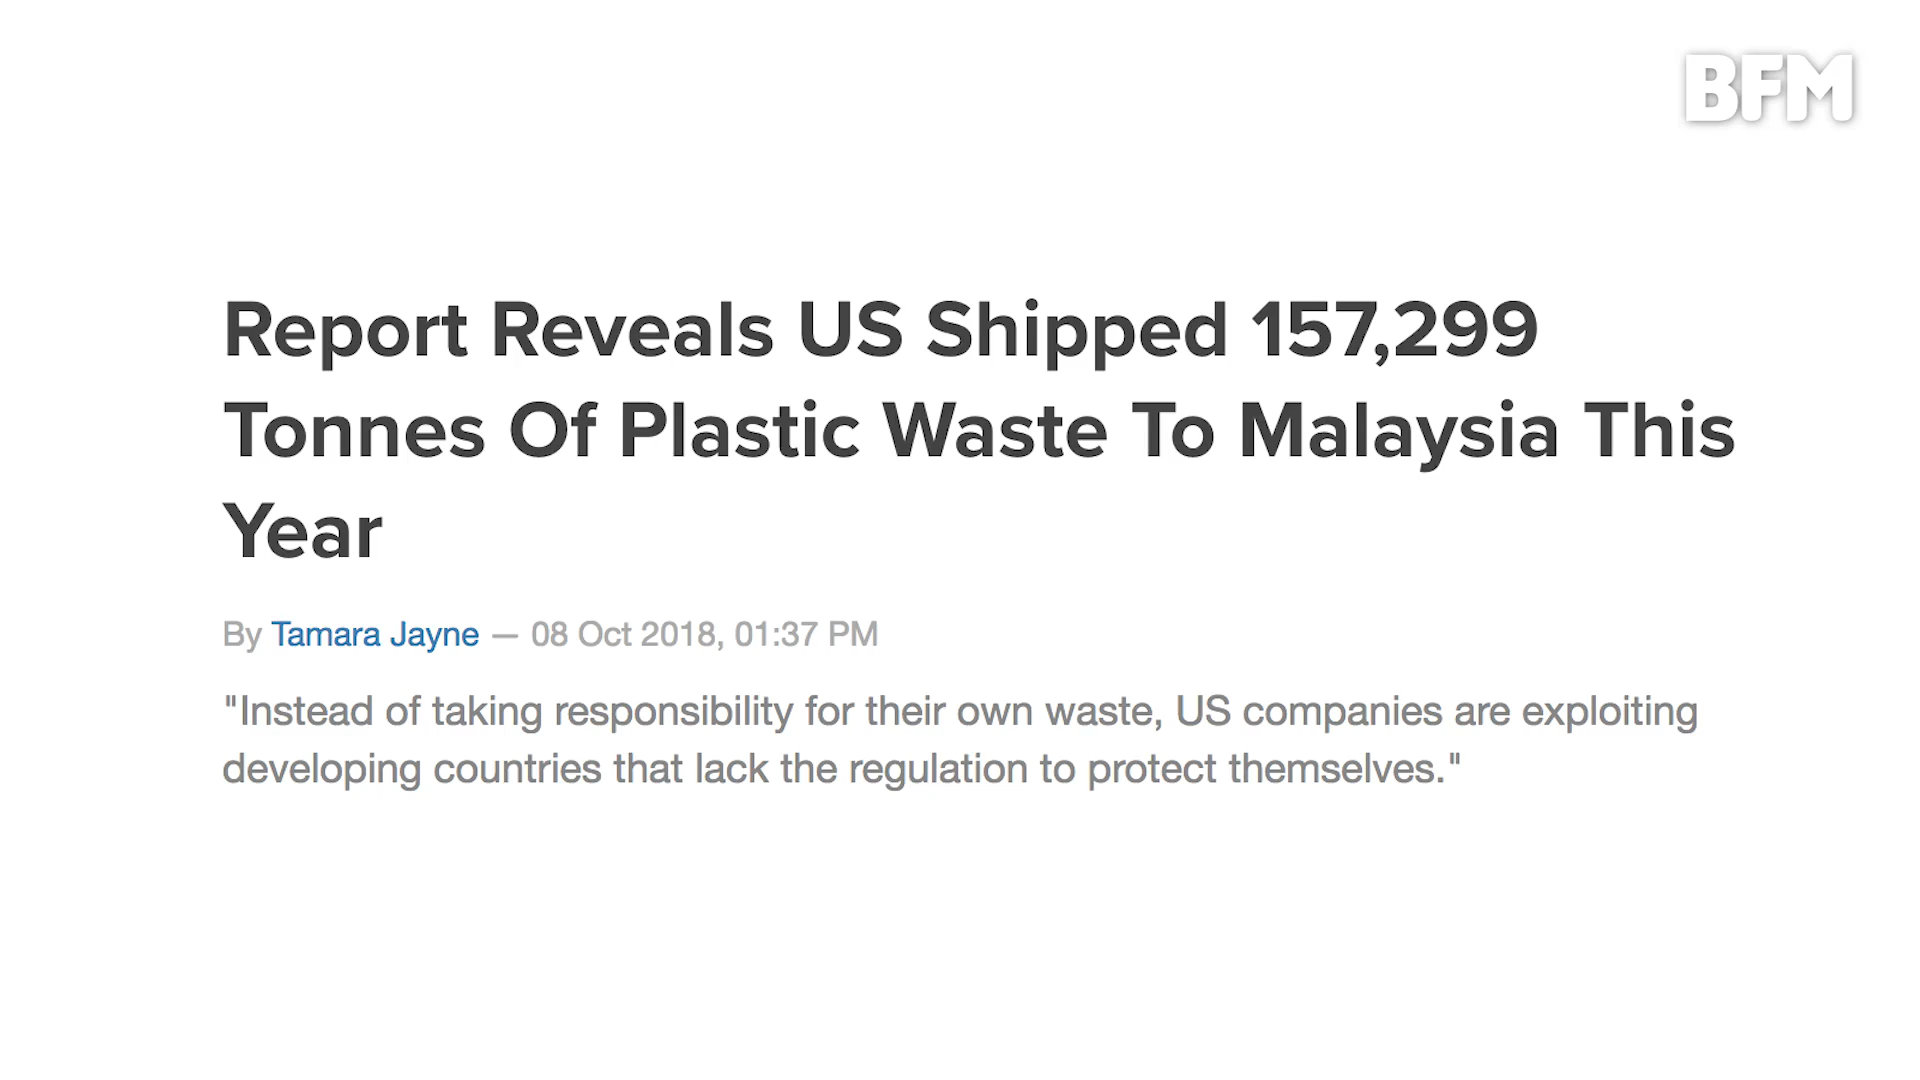 BFM
Report Reveals US Shipped 157,299
Tonnes Of Plastic Waste To Malaysia This
Year
By Tamara Jayne — 08 Oct 2018, 01:37 PM
"Instead of taking responsibility for their own waste, US companies are exploiting
developing countries that lack the regulation to protect themselves."